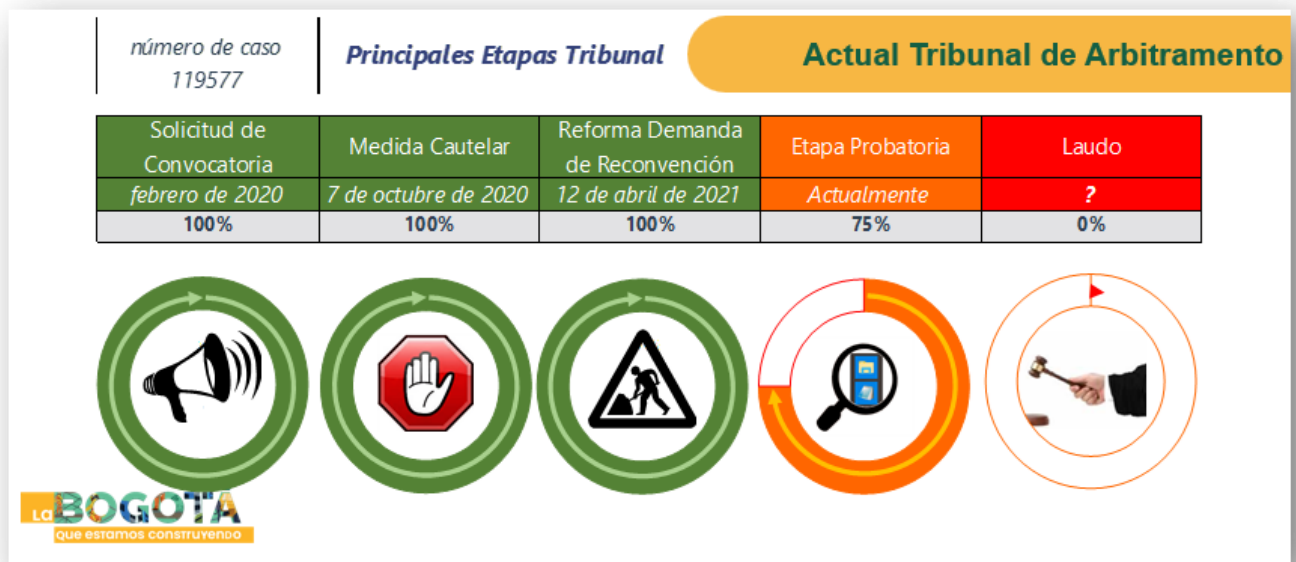 número de caso
119577
Principales Etapas Tribunal
Actual Tribunal de Arbitramento
Solicitud de
Convocatoria
Medida Cautelar
Reforma Demanda
de Reconvención
Etapa Probatoria
Laudo
febrero de 2020
7 de octubre de 2020
12 de abril de 2021
Actualmente
?
100%
100%
100%
75%
0%
La BOGOTA
que estamos construyendo